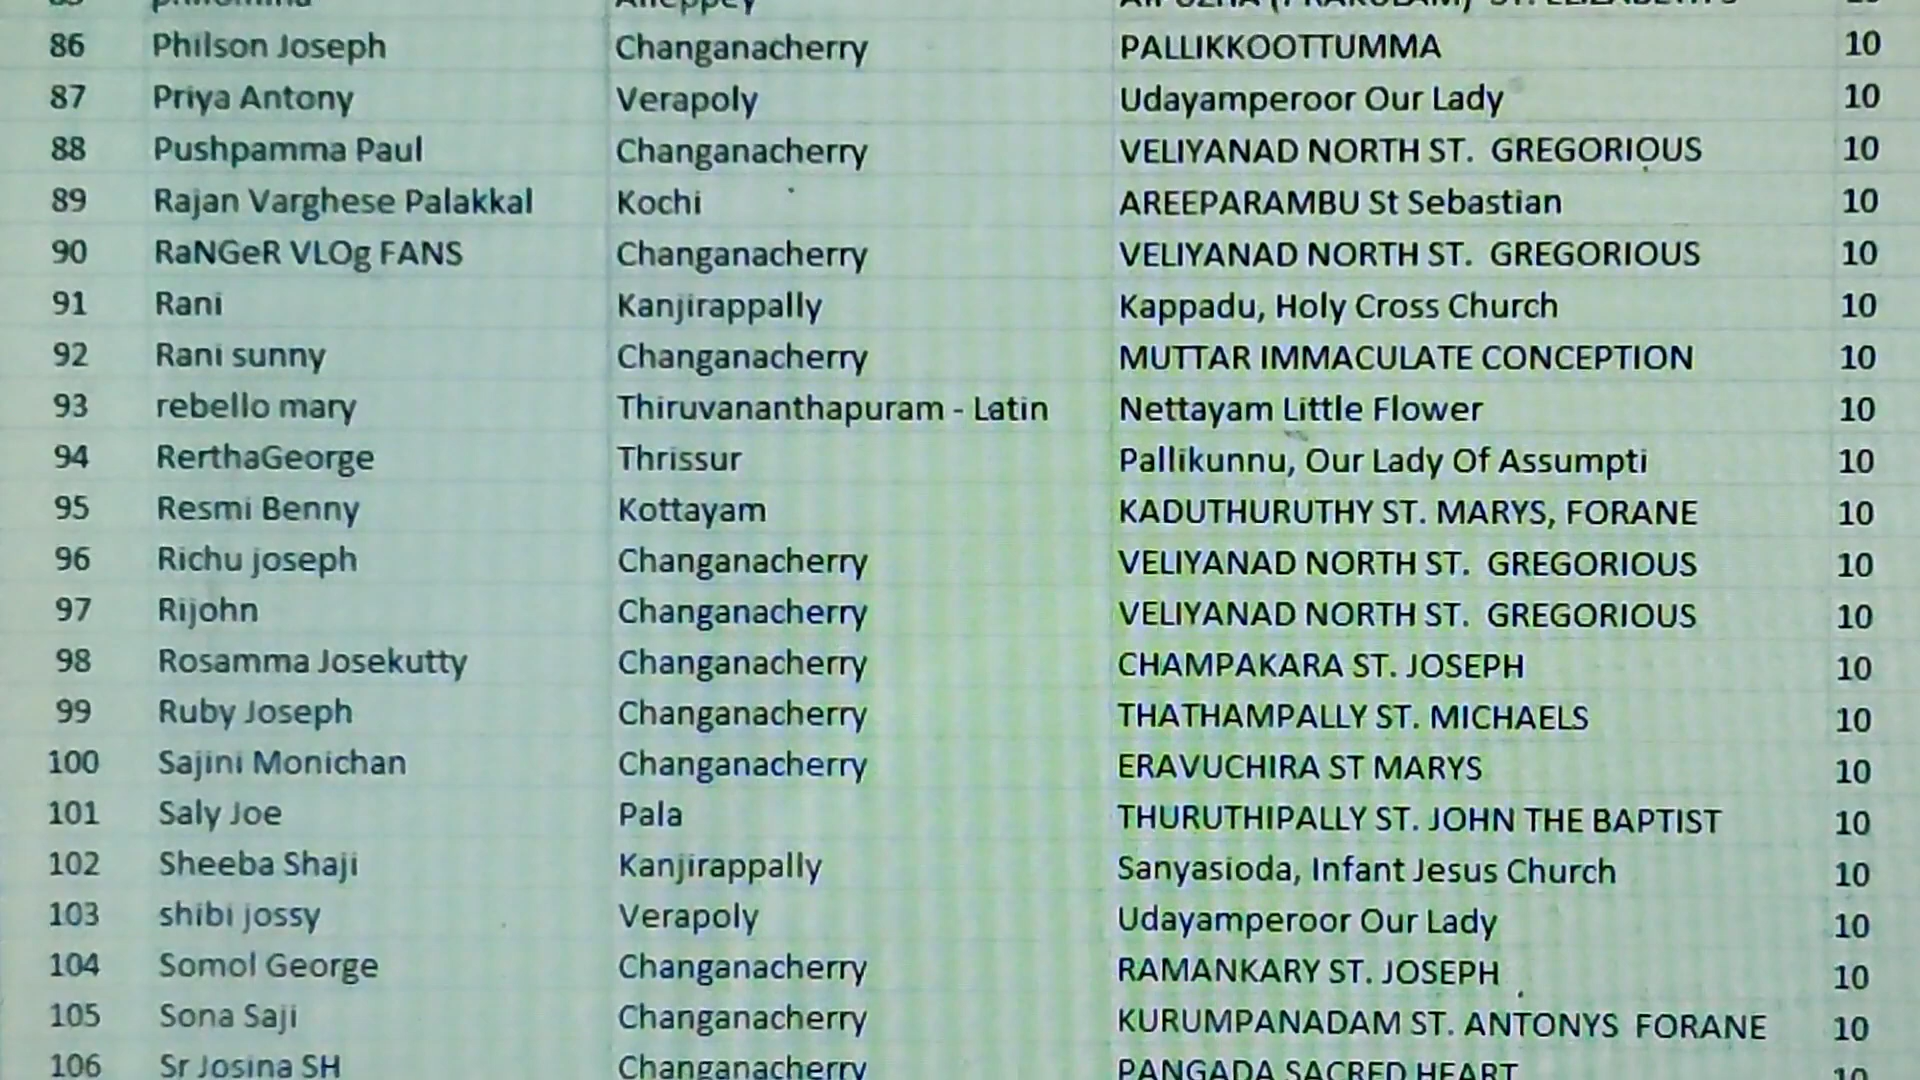 86 Philson Joseph Changanacherry PALLIKKOOTTUMMA 10
87 Priya Antony Verapoly Udayamperoor Our Lady 10
88 Pushpamma Paul Changanacherry VELIYANAD NORTH ST. GREGORIOUS 10
89 Rajan Varghese Palakkal Kochi AREEPARAMBU St Sebastian 10
90 RaNGeR VLOg FANS Changanacherry VELIYANAD NORTH ST. GREGORIOUS 10
91 Rani Kanjirappally Kappadu, Holy Cross Church 10
92 Rani sunny Changanacherry MUTTAR IMMACULATE CONCEPTION 10
93 rebello mary Thiruvananthapuram - Latin Nettayam Little Flower 10
94 RerthaGeorge Thrissur Pallikunnu, Our Lady Of Assumpti 10
95 Resmi Benny Kottayam KADUTHURUTHY ST. MARYS, FORANE 10
96 Richu joseph Changanacherry VELIYANAD NORTH ST. GREGORIOUS 10
97 Rijohn Changanacherry VELIYANAD NORTH ST. GREGORIOUS 10
98 Rosamma Josekutty Changanacherry CHAMPAKARA ST. JOSEPH 10
99 Ruby Joseph Changanacherry THATHAMPALLY ST. MICHAELS 10
100 Sajini Monichan Changanacherry ERAVUCHIRA ST MARYS 10
101 Saly Joe Pala THURUTHIPALLY ST. JOHN THE BAPTIST 10
102 Sheeba Shaji Kanjirappally Sanyasioda, Infant Jesus Church 10
103 shibi jossy Verapoly Udayamperoor Our Lady 10
104 Somol George Changanacherry RAMANKARY ST. JOSEPH 10
105 Sona Saji Changanacherry KURUMPANADAM ST. ANTONYS FORANE 10
106 Sr Josina SH Changanacherry PANGADA SACRED HEART 10